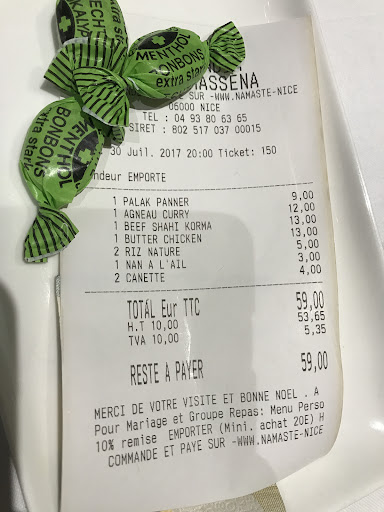 MECH
KAUP
MENTHOL
BONBONS
extra stark
MENTHOL
BONBONS
extra stark
MASSENA
SUR -WWW.NAMASTE-NICE
06000 NICE
TEL : 04 93 80 63 65
SIRET : 802 517 037 00015
30 Juil. 2017 20:00 Ticket: 150
ndeur EMPORTE
1 PALAK PANNER 9,00
1 AGNEAU CURRY 12,00
1 BEEF SHAHI KORMA 13,00
1 BUTTER CHICKEN 13,00
2 RIZ NATURE 5,00
1 NAN A L'AIL 3,00
2 CANETTE 4,00
TOTAL Eur TTC 59,00
H.T 10,00 53,65
TVA 10,00 5,35
RESTE A PAYER 59,00
MERCI DE VOTRE VISITE ET BONNE NOEL . A
Pour Mariage et Groupe Repas: Menu Perso
10% remise EMPORTER (Mini. achat 20E) H
COMMANDE ET PAYE SUR -WWW.NAMASTE-NICE